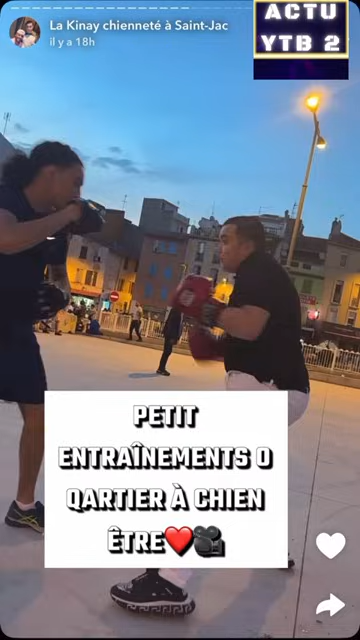 La Kinay chienneté à Saint-Jac
il y a 18h
ACTU
YTB 2
PETIT
ENTRAÎNEMENTS O
QARTIER À CHIEN
ÊTRE❤️🎥